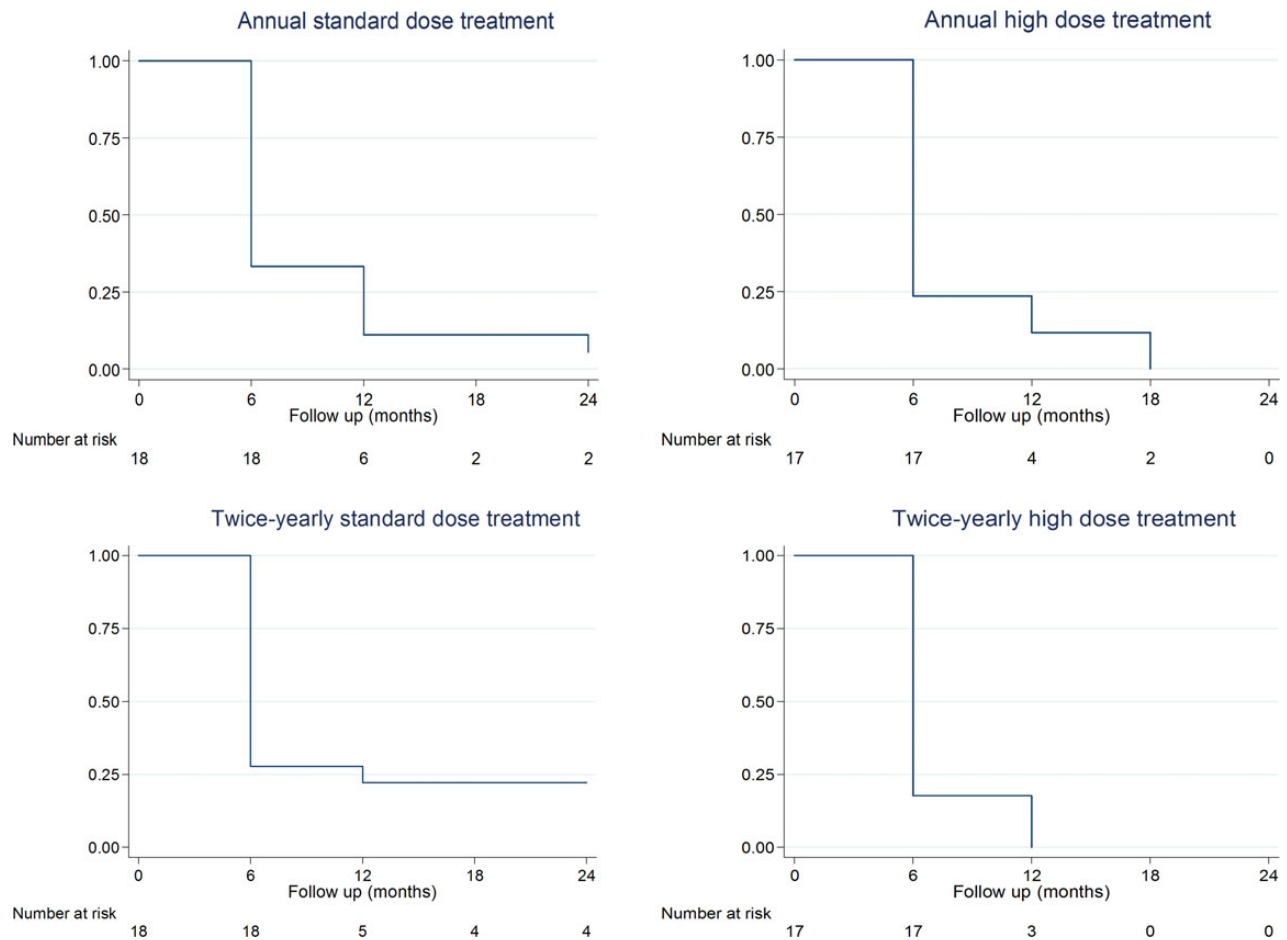 Annual standard dose treatment
1.00
0.75
0.50
0.25
0.00
0 6 12 18 24
Follow up (months)
Number at risk
18 18 6 2 2
Annual high dose treatment
1.00
0.75
0.50
0.25
0.00
0 6 12 18 24
Follow up (months)
Number at risk
17 17 4 2 0
Twice-yearly standard dose treatment
1.00
0.75
0.50
0.25
0.00
0 6 12 18 24
Follow up (months)
Number at risk
18 18 5 4 4
Twice-yearly high dose treatment
1.00
0.75
0.50
0.25
0.00
0 6 12 18 24
Follow up (months)
Number at risk
17 17 3 0 0